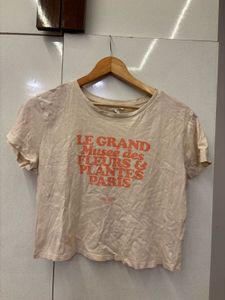 LE GRAND
Musée des
FLEURS &
PLANTES
PARIS